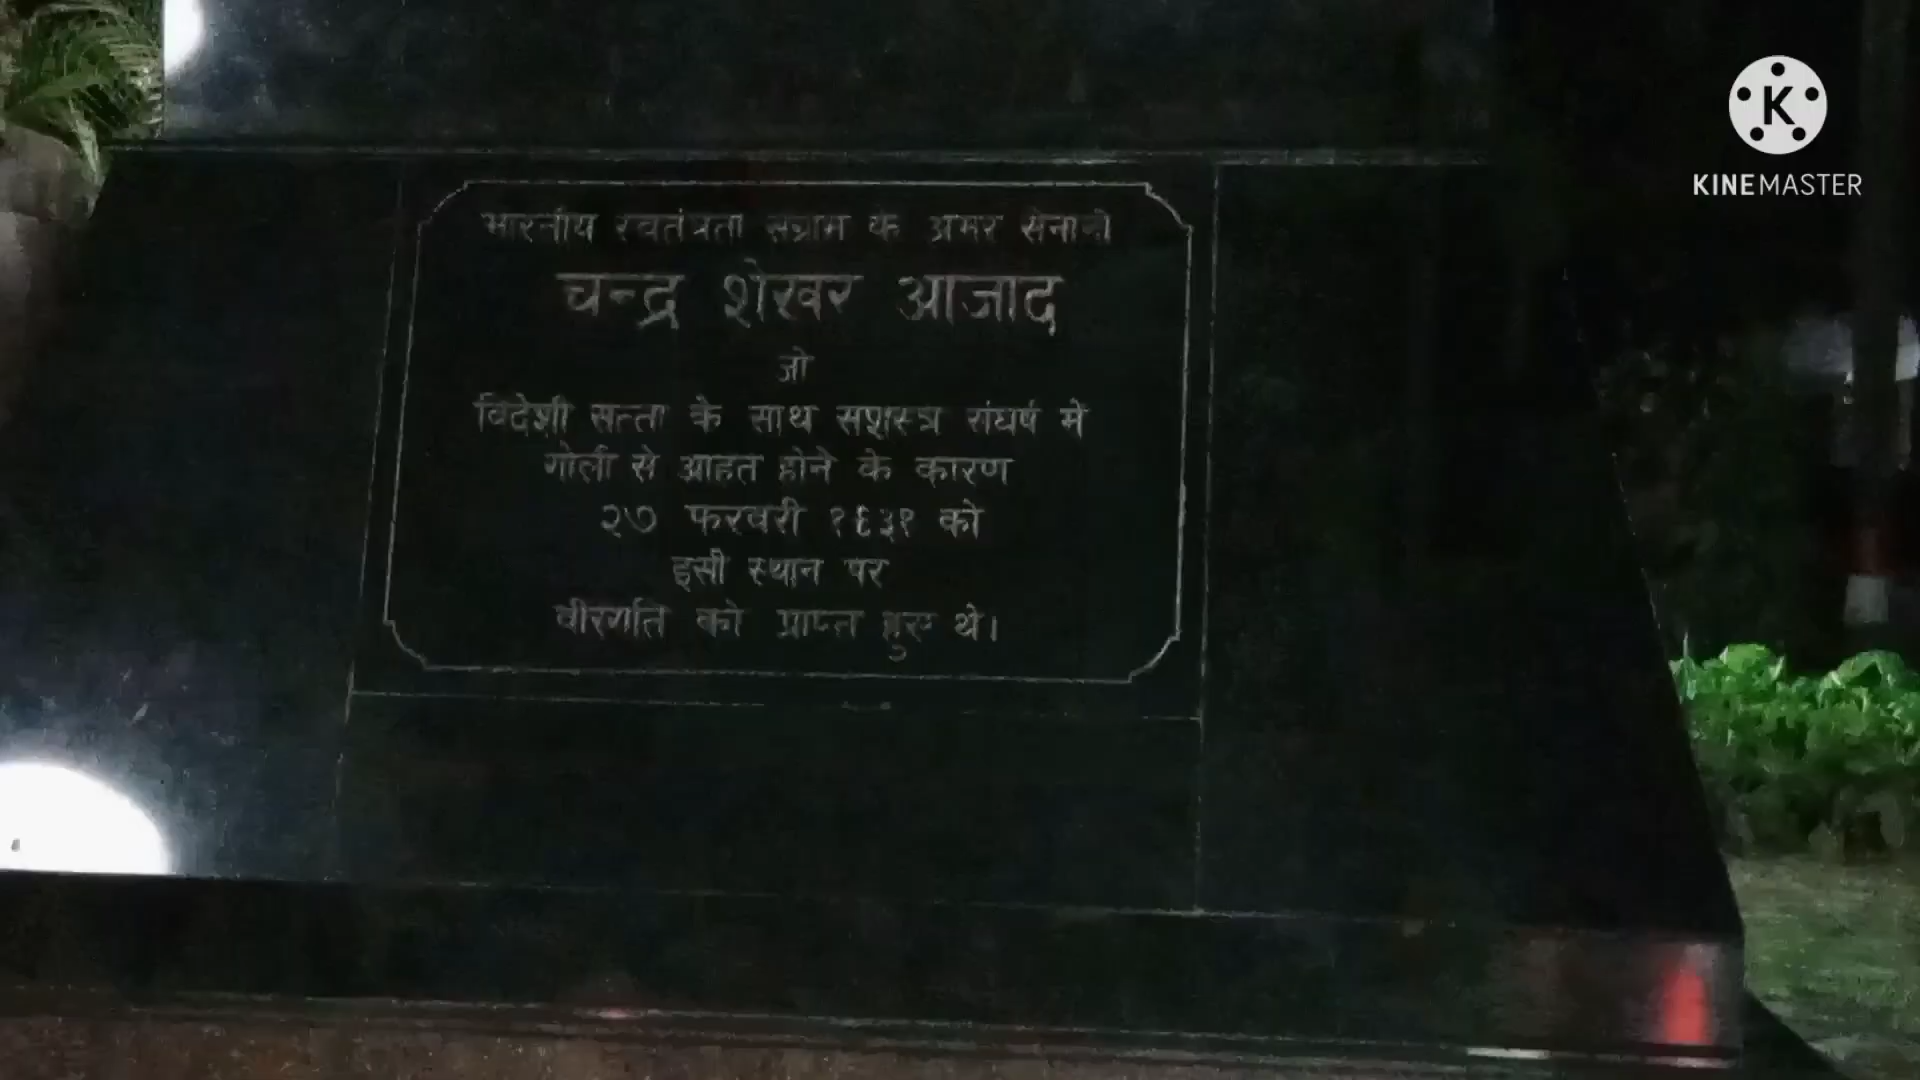 भारतीय स्वतंत्रता संग्राम के अमर सेनानी
चन्द्र शेखर आजाद
जो
विदेशी सत्ता के साथ सशस्त्र संघर्ष में
गोली से आहत होने के कारण
२७ फरवरी १९३१ को
इसी स्थान पर
वीरगति को प्राप्त हुए थे।
K
KINEMASTER